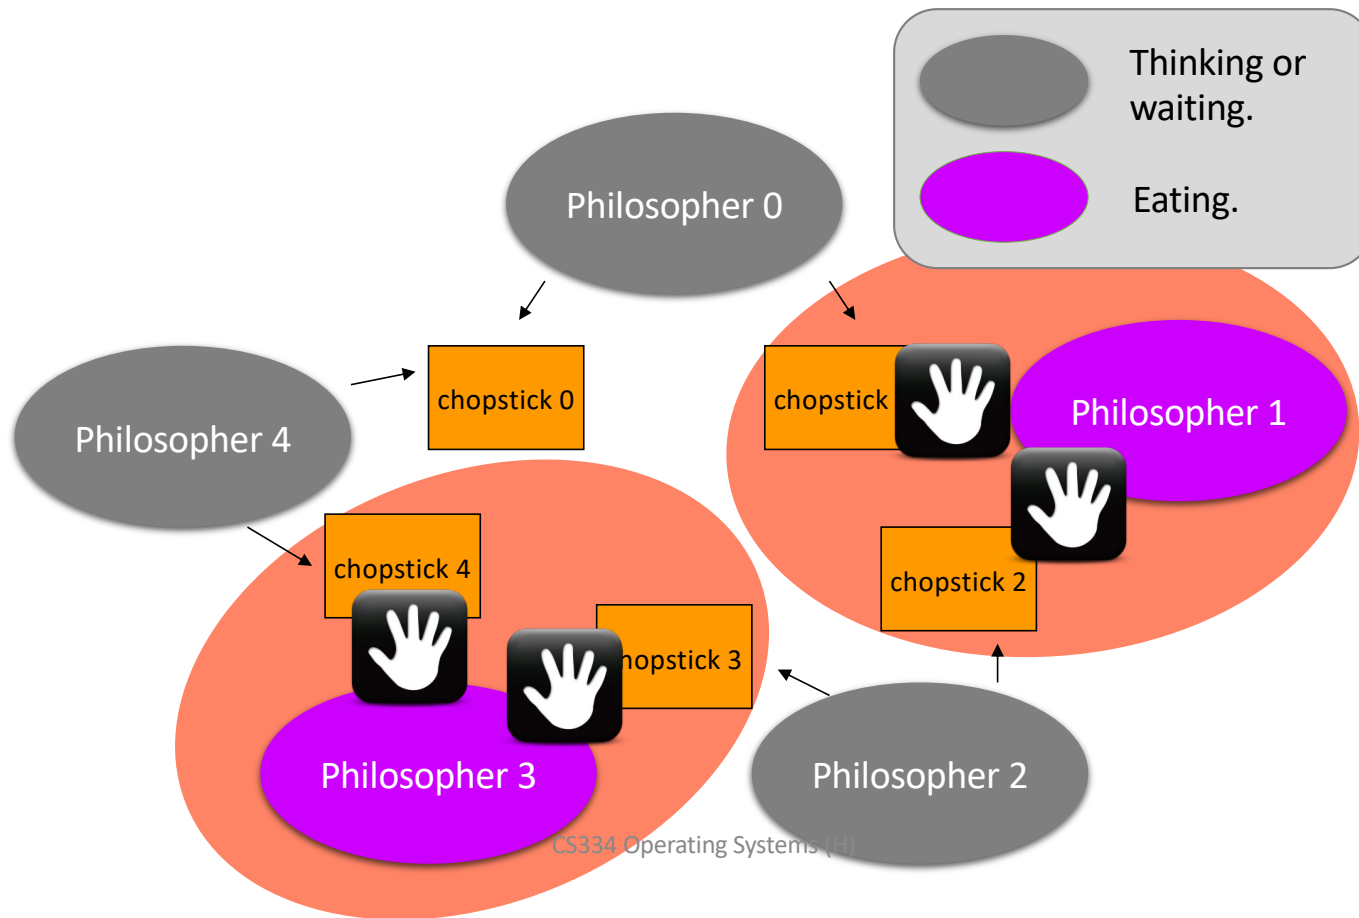 Thinking or
waiting.
Eating.
Philosopher 0
chopstick 0
chopstick
Philosopher 1
Philosopher 4
chopstick 4
chopstick 2
hopstick 3
Philosopher 3
Philosopher 2
CS334 Operating Systems (H)